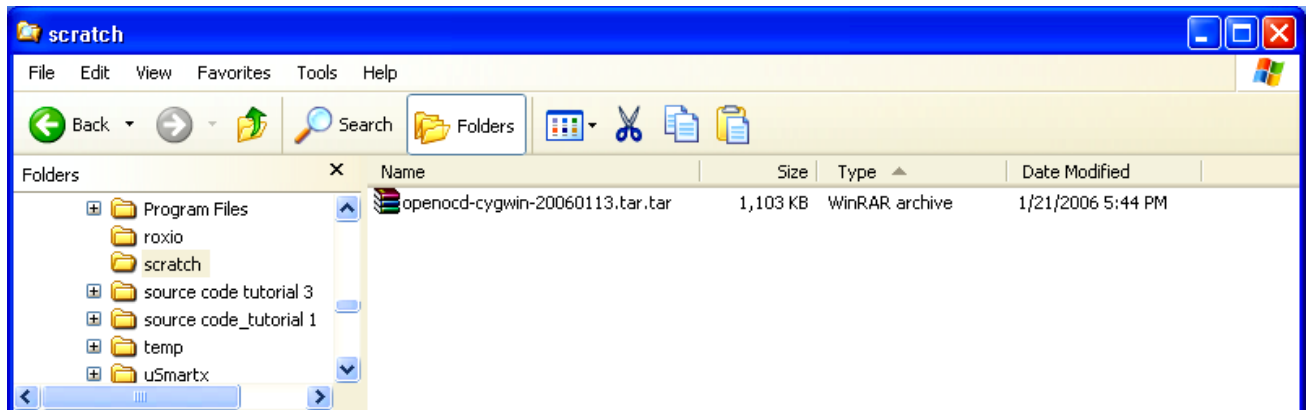 scratch
File Edit View Favorites Tools Help
Back Search Folders
Folders × Name Size Type Date Modified
Program Files openocd-cygwin-20060113.tar.tar 1,103 KB WinRAR archive 1/21/2006 5:44 PM
roxio
scratch
source code tutorial 3
source code_tutorial 1
temp
uSmartx